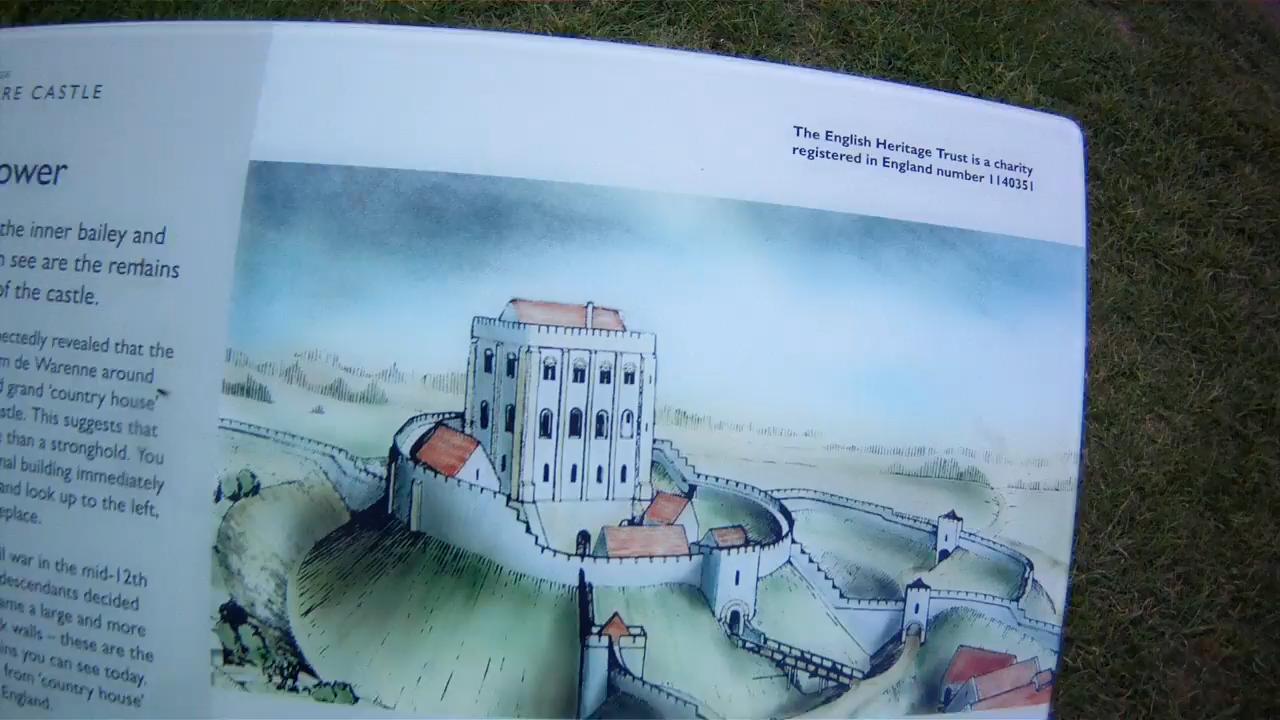 RE CASTLE
ower
the inner bailey and
see are the remains
of the castle.
ectedly revealed that the
de Warenne around
grand 'country house'
stle. This suggests that
than a stronghold. You
nal building immediately
and look up to the left,
eplace.
war in the mid-12th
descendants decided
ame a large and more
walls – these are the
ins you can see today.
from 'country house'
England.
The English Heritage Trust is a charity
registered in England number 1140351